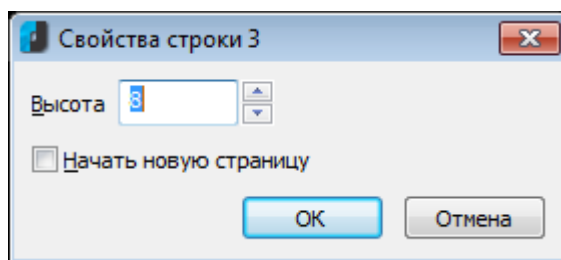 Свойства строки 3
Высота 8
Начать новую страницу
ОК Отмена